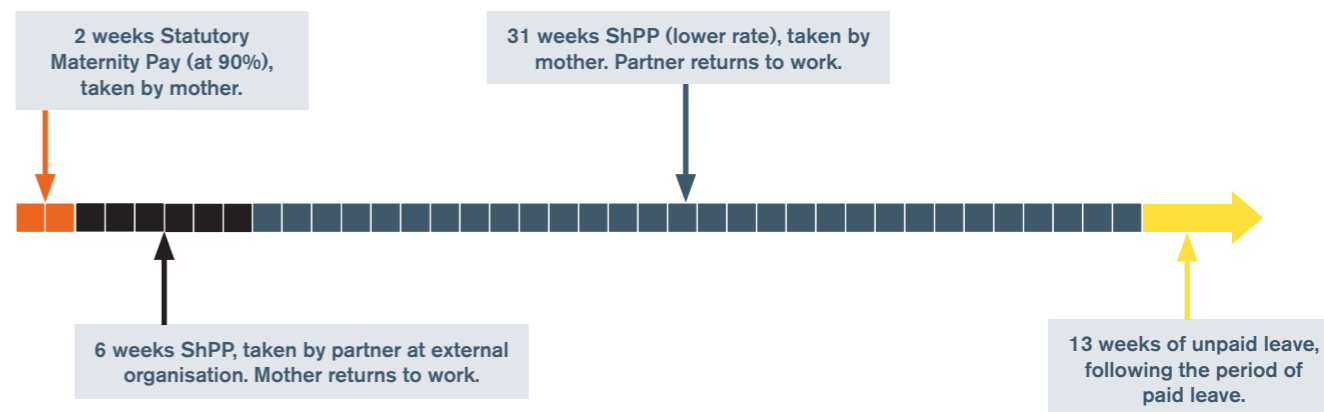 2 weeks Statutory
Maternity Pay (at 90%),
taken by mother.
31 weeks ShPP (lower rate), taken by
mother. Partner returns to work.
6 weeks ShPP, taken by partner at external
organisation. Mother returns to work.
13 weeks of unpaid leave,
following the period of
paid leave.